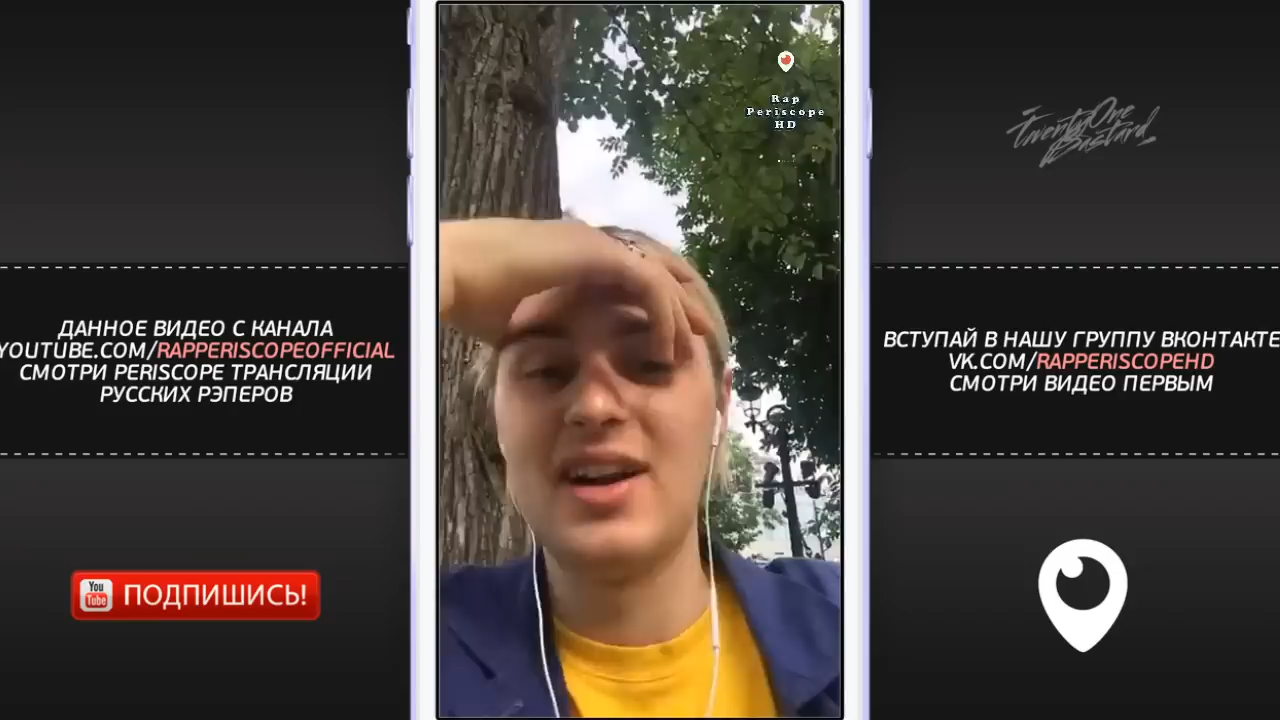 ДАННОЕ ВИДЕО С КАНАЛА
YOUTUBE.COM/RAPPERISCOPEOFFICIAL
СМОТРИ PERISCOPE ТРАНСЛЯЦИИ
РУССКИХ РЭПЕРОВ
You
Tube
ПОДПИШИСЬ!
Rap
Periscope
HD
TwentyOne
Bastard
ВСТУПАЙ В НАШУ ГРУППУ ВКОНТАКТЕ
VK.COM/RAPPERISCOPEHD
СМОТРИ ВИДЕО ПЕРВЫМ